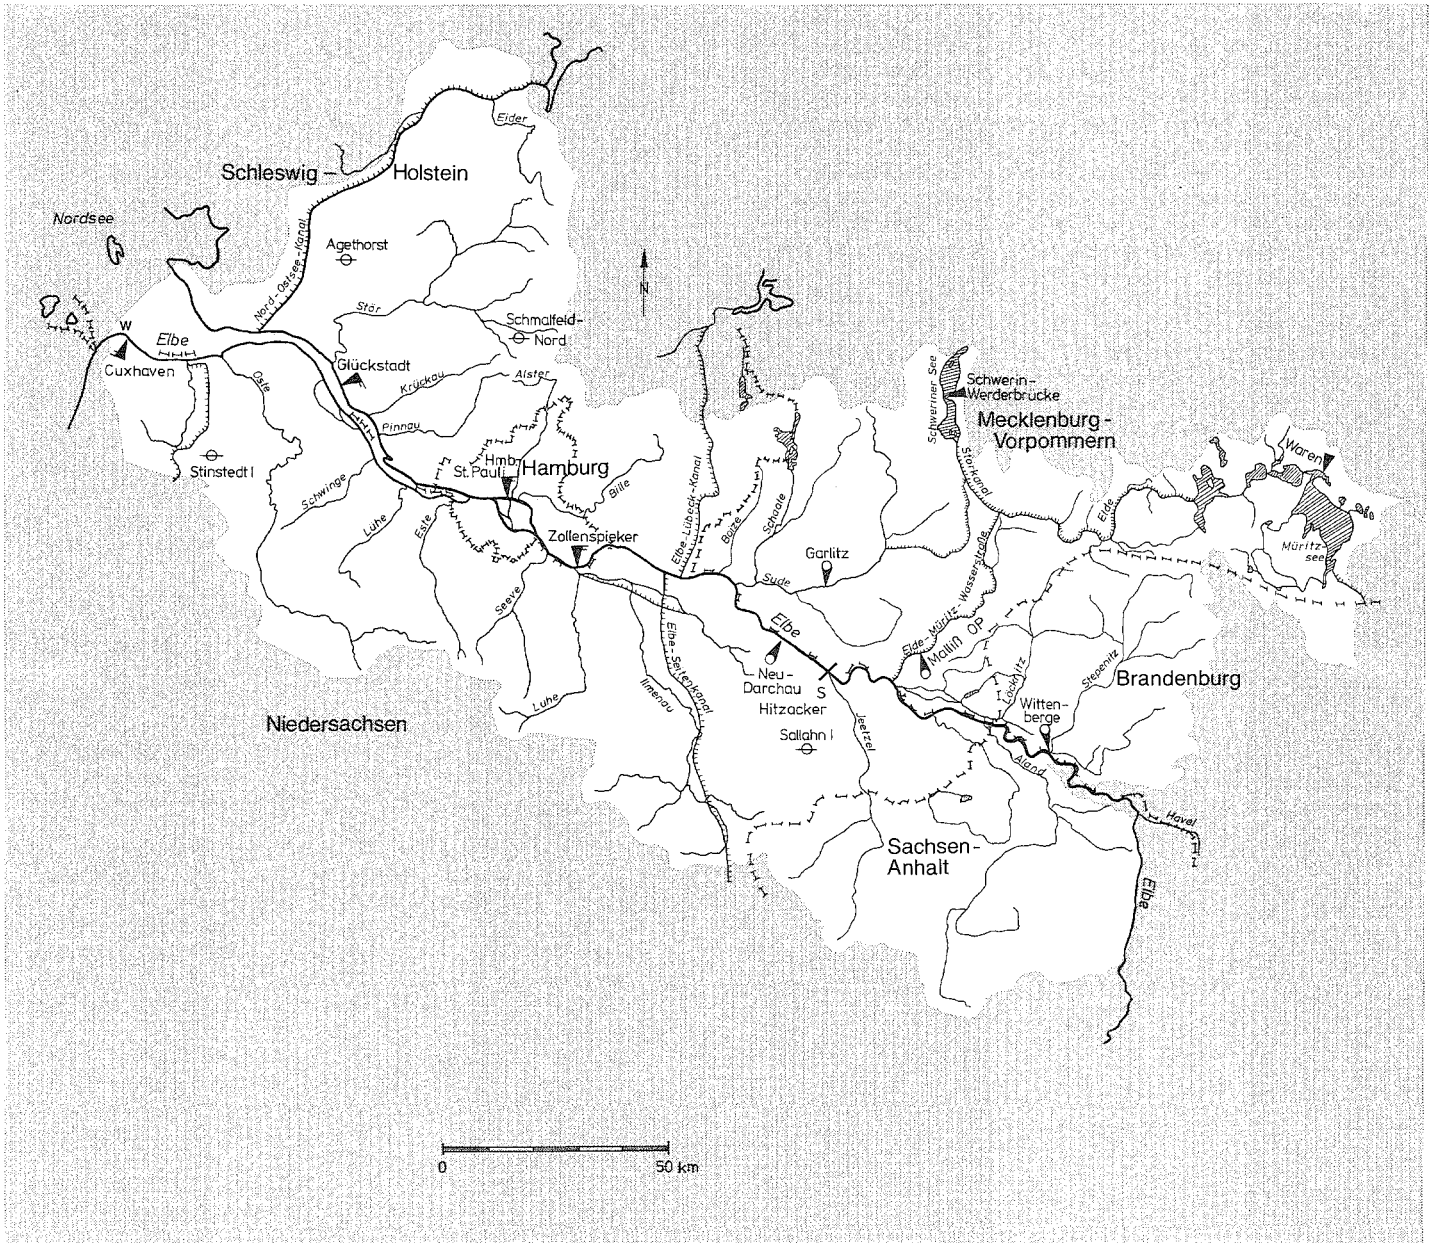 Eider
Schleswig –
Holstein
Nordsee
Nord-Ostsee-Kanal
Agethorst
N
Stör
Schmalfeld-
Nord
W
Elbe
Cuxhaven
Oste
Glückstadt
Krückau
Alster
Pinnau
Schweriner See
Schwerin-
Werderbrücke
Mecklenburg-
Vorpommern
Störkanal
Waren
Stinstedt I
Hmb.
St. Pauli
Hamburg
Bille
Schwinge
Lühe
Este
Elbe-Lübeck-Kanal
Boize
Schaale
Elde
Müritz-
see
Zollenspieker
Garlitz
Sude
Seeve
Elbe-Seitenkanal
Elbe
Elde-Müritz-Wasserstraße
Malliß OP
Löcknitz
Stepenitz
Brandenburg
Neu-
Darchau
S
Hitzacker
Luhe
Ilmenau
Niedersachsen
Sallahn I
Jeetzel
Witten-
berge
Aland
Havel
Sachsen-
Anhalt
Elbe
0
50 km